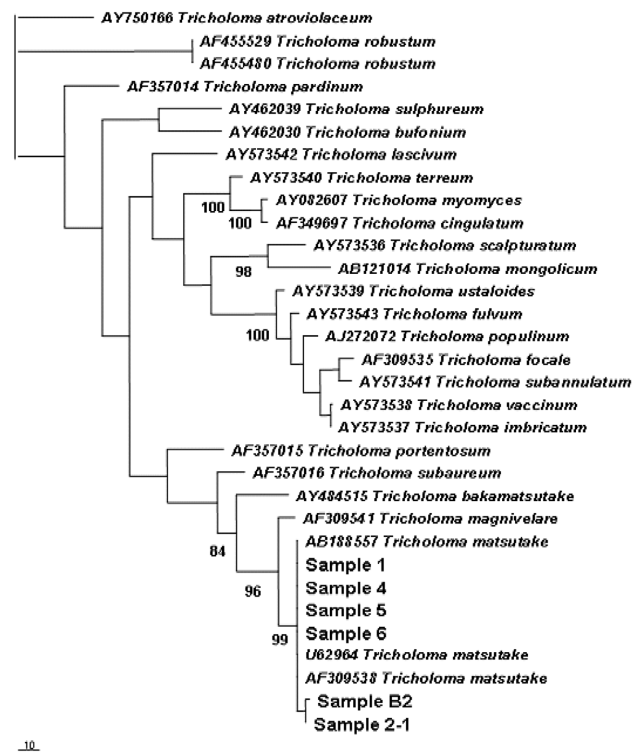 AY750166 Tricholoma atroviolaceum
AF455529 Tricholoma robustum
AF455480 Tricholoma robustum
AF357014 Tricholoma pardinum
AY462039 Tricholoma sulphureum
AY462030 Tricholoma bufonium
AY573542 Tricholoma lascivum
AY573540 Tricholoma terreum
100
AY082607 Tricholoma myomyces
100
AF349697 Tricholoma cingulatum
AY573536 Tricholoma scalpturatum
98
AB121014 Tricholoma mongolicum
AY573539 Tricholoma ustaloides
AY573543 Tricholoma fulvum
100
AJ272072 Tricholoma populinum
AF309535 Tricholoma focale
AY573541 Tricholoma subannulatum
AY573538 Tricholoma vaccinum
AY573537 Tricholoma imbricatum
AF357015 Tricholoma portentosum
AF357016 Tricholoma subaureum
AY484515 Tricholoma bakamatsutake
AF309541 Tricholoma magnivelare
84
AB188557 Tricholoma matsutake
Sample 1
96
Sample 4
Sample 5
Sample 6
99
U62964 Tricholoma matsutake
AF309538 Tricholoma matsutake
Sample B2
Sample 2-1
10